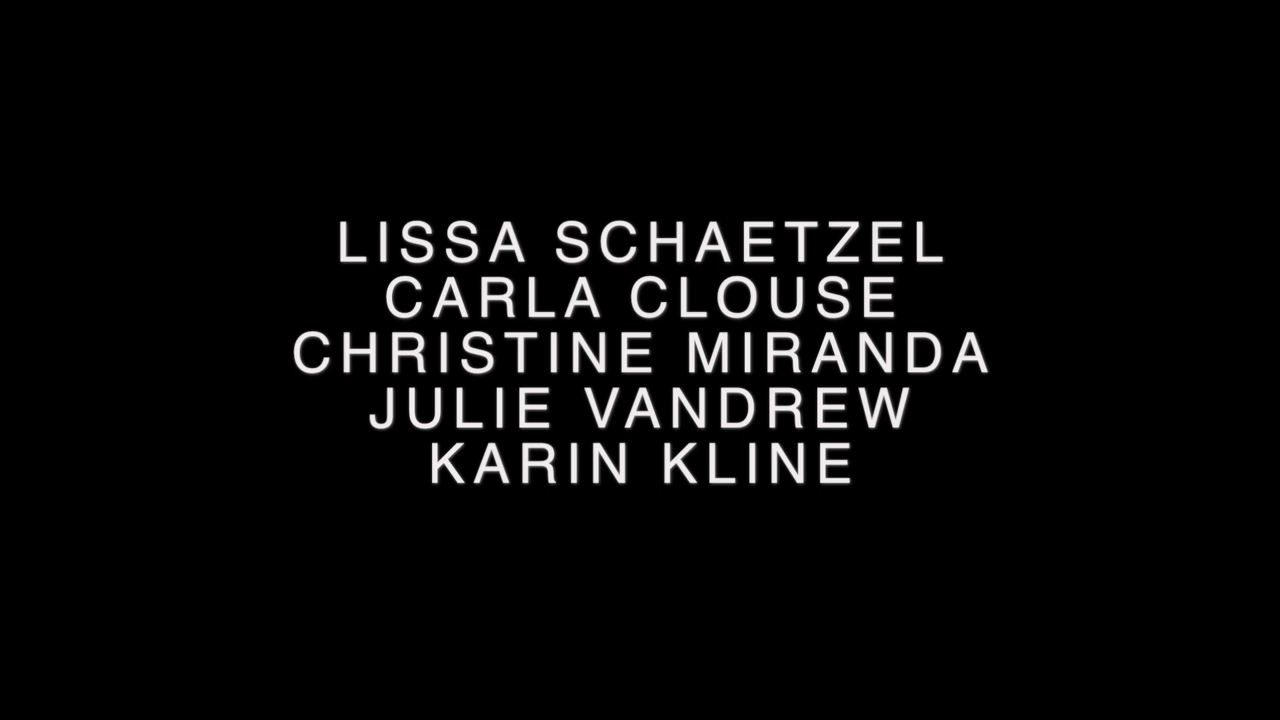 LISSA SCHAETZEL
CARLA CLOUSE
CHRISTINE MIRANDA
JULIE VANDREW
KARIN KLINE